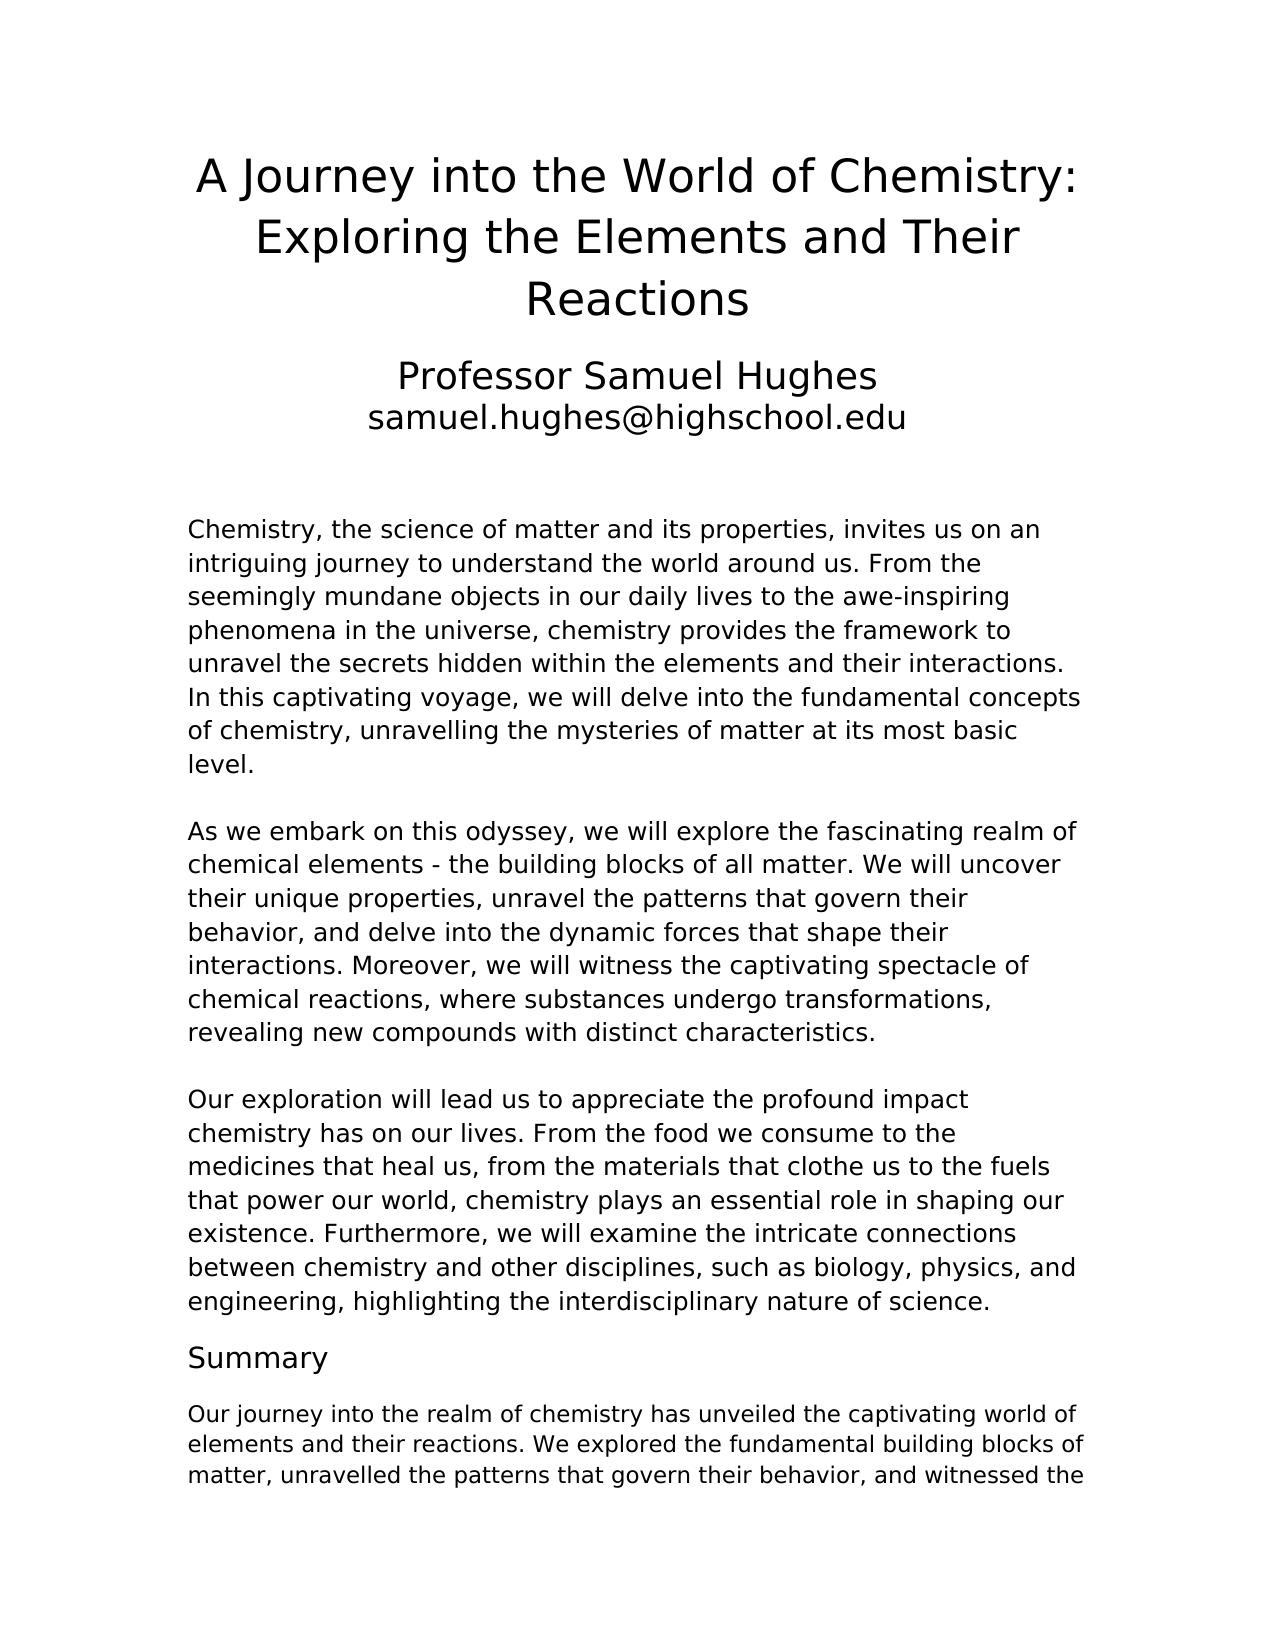 A Journey into the World of Chemistry:
Exploring the Elements and Their
Reactions
Professor Samuel Hughes
samuel.hughes@highschool.edu
Chemistry, the science of matter and its properties, invites us on an
intriguing journey to understand the world around us. From the
seemingly mundane objects in our daily lives to the awe-inspiring
phenomena in the universe, chemistry provides the framework to
unravel the secrets hidden within the elements and their interactions.
In this captivating voyage, we will delve into the fundamental concepts
of chemistry, unravelling the mysteries of matter at its most basic
level.
As we embark on this odyssey, we will explore the fascinating realm of
chemical elements - the building blocks of all matter. We will uncover
their unique properties, unravel the patterns that govern their
behavior, and delve into the dynamic forces that shape their
interactions. Moreover, we will witness the captivating spectacle of
chemical reactions, where substances undergo transformations,
revealing new compounds with distinct characteristics.
Our exploration will lead us to appreciate the profound impact
chemistry has on our lives. From the food we consume to the
medicines that heal us, from the materials that clothe us to the fuels
that power our world, chemistry plays an essential role in shaping our
existence. Furthermore, we will examine the intricate connections
between chemistry and other disciplines, such as biology, physics, and
engineering, highlighting the interdisciplinary nature of science.
Summary
Our journey into the realm of chemistry has unveiled the captivating world of
elements and their reactions. We explored the fundamental building blocks of
matter, unravelled the patterns that govern their behavior, and witnessed the